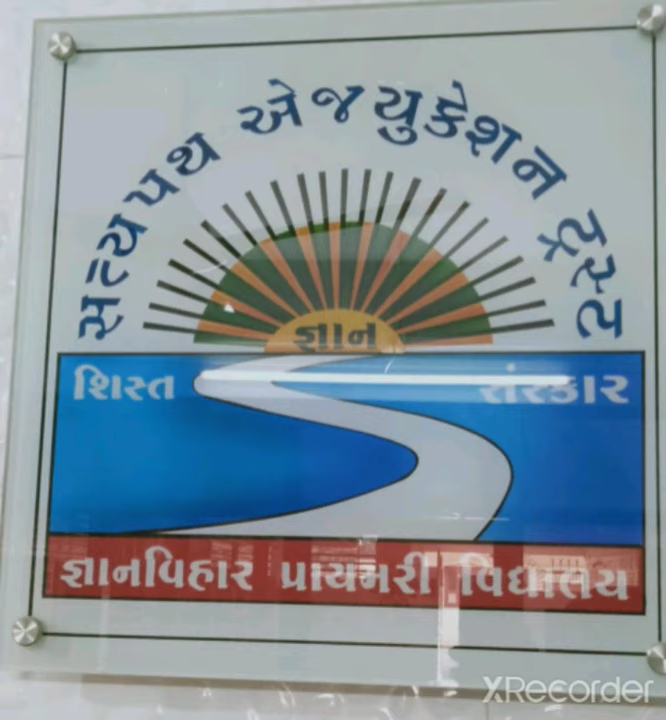 સત્યપથ એજયુકેશન ટ્રસ્ટ
જ્ઞાન
શિસ્ત સંસ્કાર
જ્ઞાનવિહાર પ્રાયમરી વિદ્યાલય
XRecorder